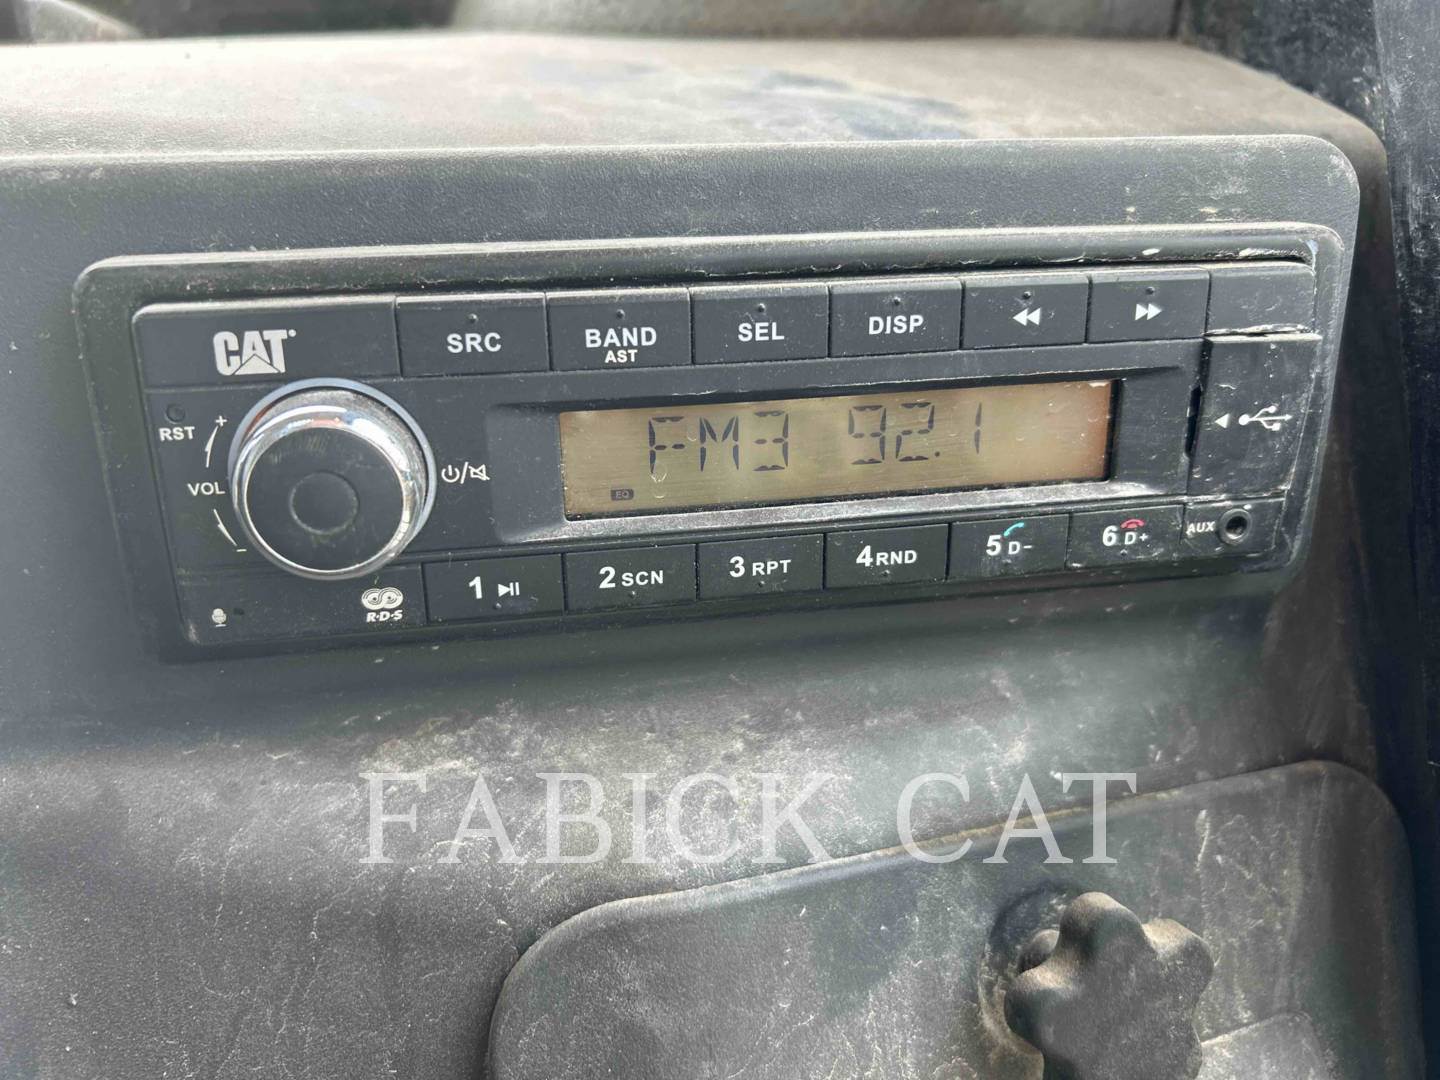 CAT
SRC
BAND
AST
SEL
DISP
RST
VOL
FM3 92.1
EQ
1
2 SCN
3 RPT
4 RND
5 D-
6 D+
AUX
R·D·S
FABICK CAT